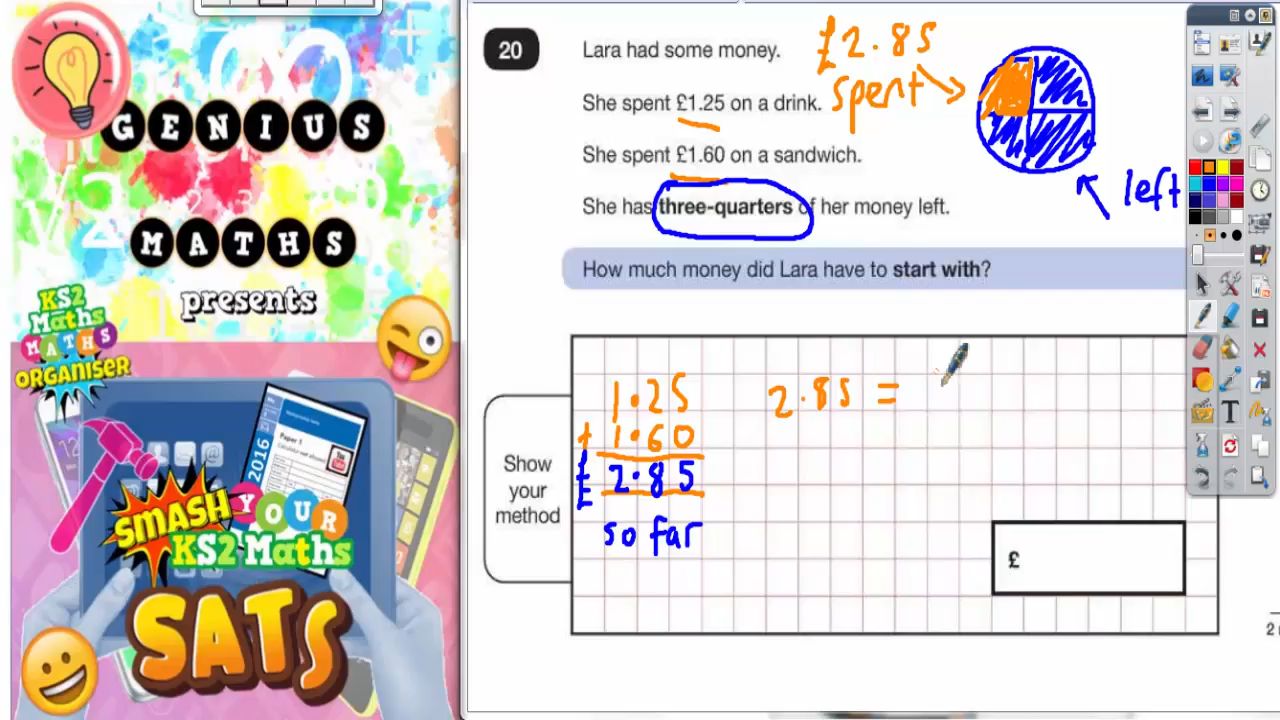 GENIUS
MATHS
presents
KS2
Maths
MATHS
ORGANISER
2016
Paper 1
SMASH YOUR
KS2 Maths
SATS
20
Lara had some money.
She spent £1.25 on a drink.
She spent £1.60 on a sandwich.
She has three-quarters of her money left.
£2.85
spent
left
How much money did Lara have to start with?
Show
your
method
1.25
+ 1.60
£ 2.85
so far
2.85 =
£
2